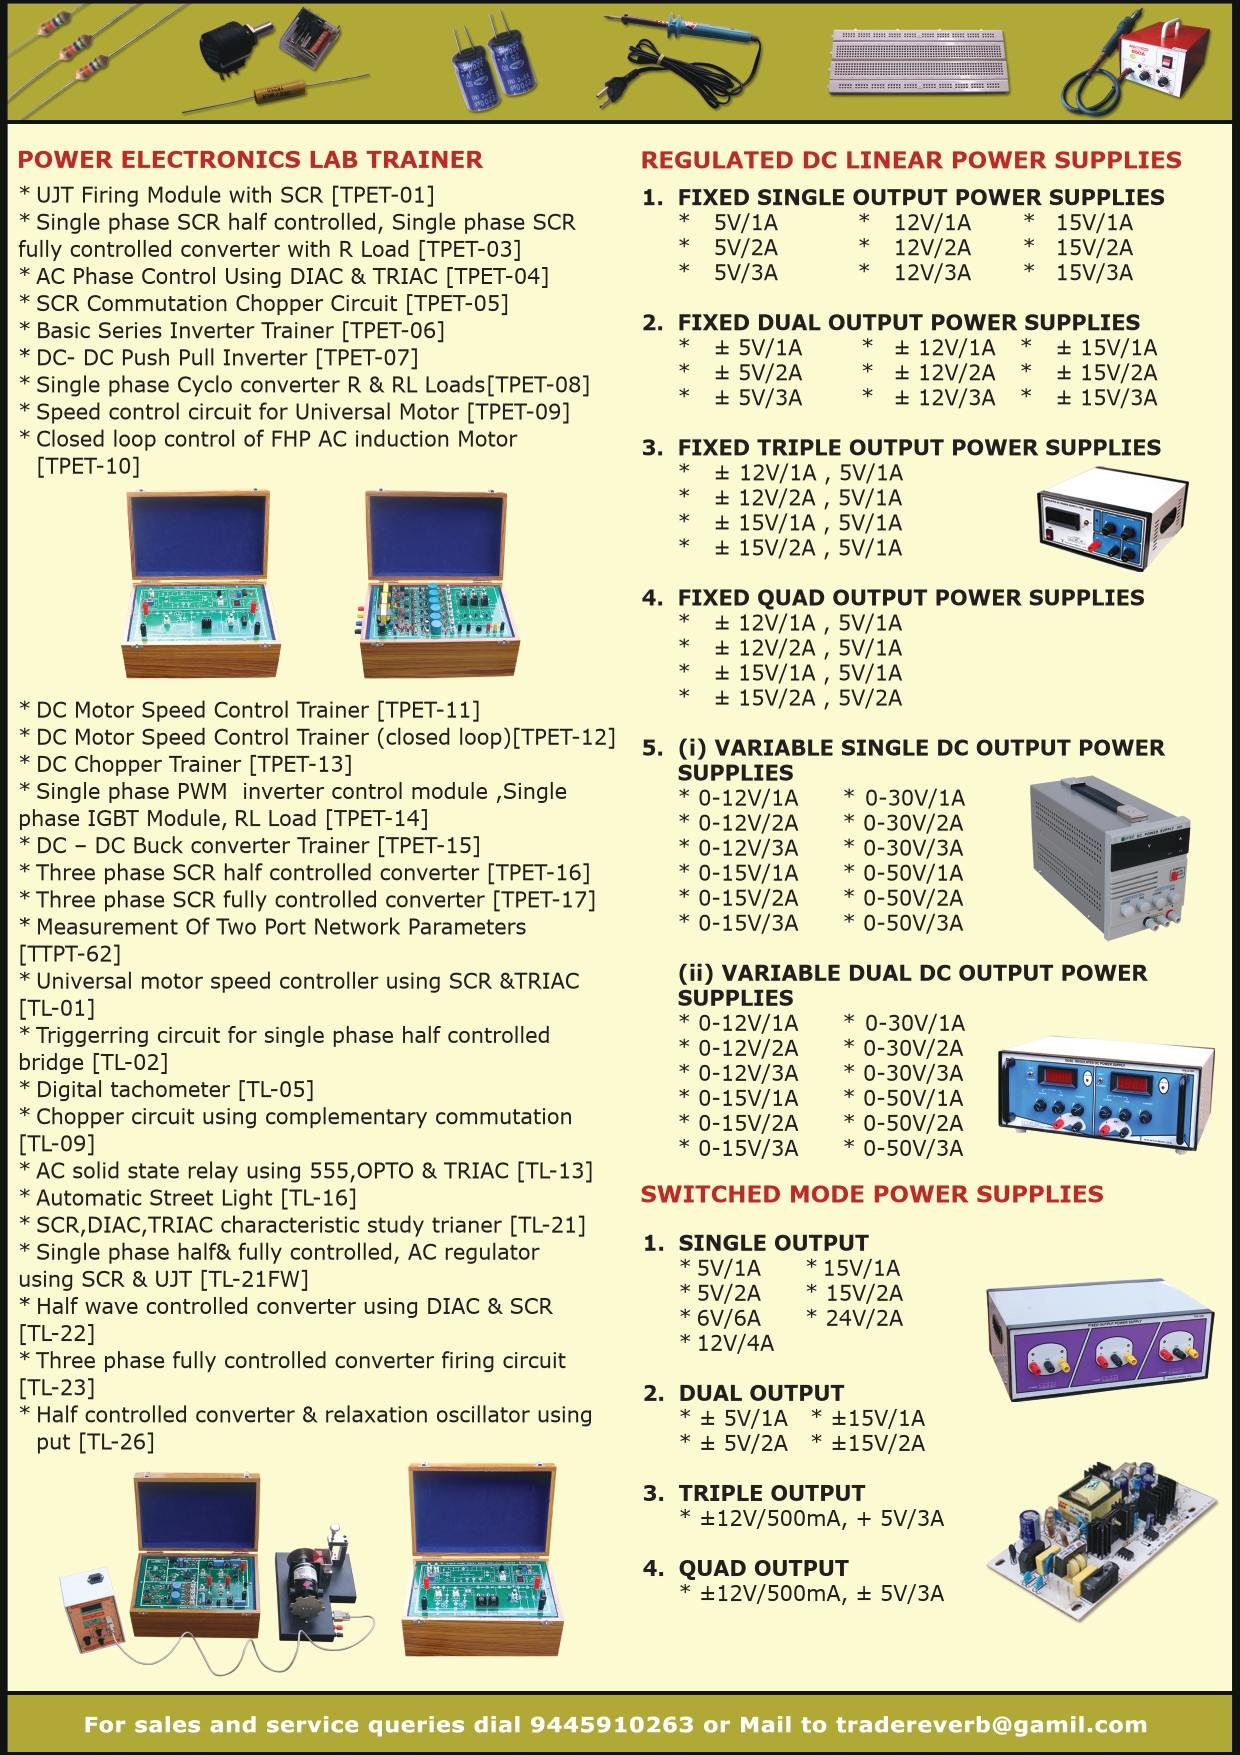 POWER ELECTRONICS LAB TRAINER
* UJT Firing Module with SCR [TPET-01]
* Single phase SCR half controlled, Single phase SCR
fully controlled converter with R Load [TPET-03]
* AC Phase Control Using DIAC & TRIAC [TPET-04]
* SCR Commutation Chopper Circuit [TPET-05]
* Basic Series Inverter Trainer [TPET-06]
* DC- DC Push Pull Inverter [TPET-07]
* Single phase Cyclo converter R & RL Loads[TPET-08]
* Speed control circuit for Universal Motor [TPET-09]
* Closed loop control of FHP AC induction Motor
[TPET-10]
* DC Motor Speed Control Trainer [TPET-11]
* DC Motor Speed Control Trainer (closed loop)[TPET-12]
* DC Chopper Trainer [TPET-13]
* Single phase PWM  inverter control module ,Single
phase IGBT Module, RL Load [TPET-14]
* DC – DC Buck converter Trainer [TPET-15]
* Three phase SCR half controlled converter [TPET-16]
* Three phase SCR fully controlled converter [TPET-17]
* Measurement Of Two Port Network Parameters
[TTPT-62]
* Universal motor speed controller using SCR &TRIAC
[TL-01]
* Triggerring circuit for single phase half controlled
bridge [TL-02]
* Digital tachometer [TL-05]
* Chopper circuit using complementary commutation
[TL-09]
* AC solid state relay using 555,OPTO & TRIAC [TL-13]
* Automatic Street Light [TL-16]
* SCR,DIAC,TRIAC characteristic study trianer [TL-21]
* Single phase half& fully controlled, AC regulator
using SCR & UJT [TL-21FW]
* Half wave controlled converter using DIAC & SCR
[TL-22]
* Three phase fully controlled converter firing circuit
[TL-23]
* Half controlled converter & relaxation oscillator using
put [TL-26]
REGULATED DC LINEAR POWER SUPPLIES
1. FIXED SINGLE OUTPUT POWER SUPPLIES
* 5V/1A * 12V/1A * 15V/1A
* 5V/2A * 12V/2A * 15V/2A
* 5V/3A * 12V/3A * 15V/3A
2. FIXED DUAL OUTPUT POWER SUPPLIES
* ± 5V/1A * ± 12V/1A * ± 15V/1A
* ± 5V/2A * ± 12V/2A * ± 15V/2A
* ± 5V/3A * ± 12V/3A * ± 15V/3A
3. FIXED TRIPLE OUTPUT POWER SUPPLIES
* ± 12V/1A , 5V/1A
* ± 12V/2A , 5V/1A
* ± 15V/1A , 5V/1A
* ± 15V/2A , 5V/1A
4. FIXED QUAD OUTPUT POWER SUPPLIES
* ± 12V/1A , 5V/1A
* ± 12V/2A , 5V/1A
* ± 15V/1A , 5V/1A
* ± 15V/2A , 5V/2A
5. (i) VARIABLE SINGLE DC OUTPUT POWER
SUPPLIES
* 0-12V/1A * 0-30V/1A
* 0-12V/2A * 0-30V/2A
* 0-12V/3A * 0-30V/3A
* 0-15V/1A * 0-50V/1A
* 0-15V/2A * 0-50V/2A
* 0-15V/3A * 0-50V/3A
(ii) VARIABLE DUAL DC OUTPUT POWER
SUPPLIES
* 0-12V/1A * 0-30V/1A
* 0-12V/2A * 0-30V/2A
* 0-12V/3A * 0-30V/3A
* 0-15V/1A * 0-50V/1A
* 0-15V/2A * 0-50V/2A
* 0-15V/3A * 0-50V/3A
SWITCHED MODE POWER SUPPLIES
1. SINGLE OUTPUT
* 5V/1A * 15V/1A
* 5V/2A * 15V/2A
* 6V/6A * 24V/2A
* 12V/4A
2. DUAL OUTPUT
* ± 5V/1A * ±15V/1A
* ± 5V/2A * ±15V/2A
3. TRIPLE OUTPUT
* ±12V/500mA, + 5V/3A
4. QUAD OUTPUT
* ±12V/500mA, ± 5V/3A
For sales and service queries dial 9445910263 or Mail to tradereverb@gamil.com